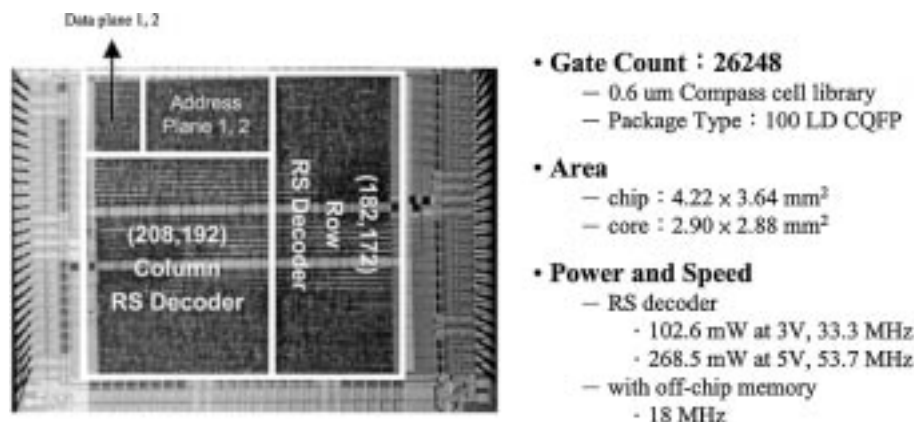 Data plane 1, 2
Address
Plane 1, 2
(208,192)
Column
RS Decoder
(182,172)
Row
RS Decoder
• Gate Count：26248
– 0.6 um Compass cell library
– Package Type：100 LD CQFP
• Area
– chip：4.22 × 3.64 mm²
– core：2.90 × 2.88 mm²
• Power and Speed
– RS decoder
· 102.6 mW at 3V, 33.3 MHz
· 268.5 mW at 5V, 53.7 MHz
– with off-chip memory
· 18 MHz